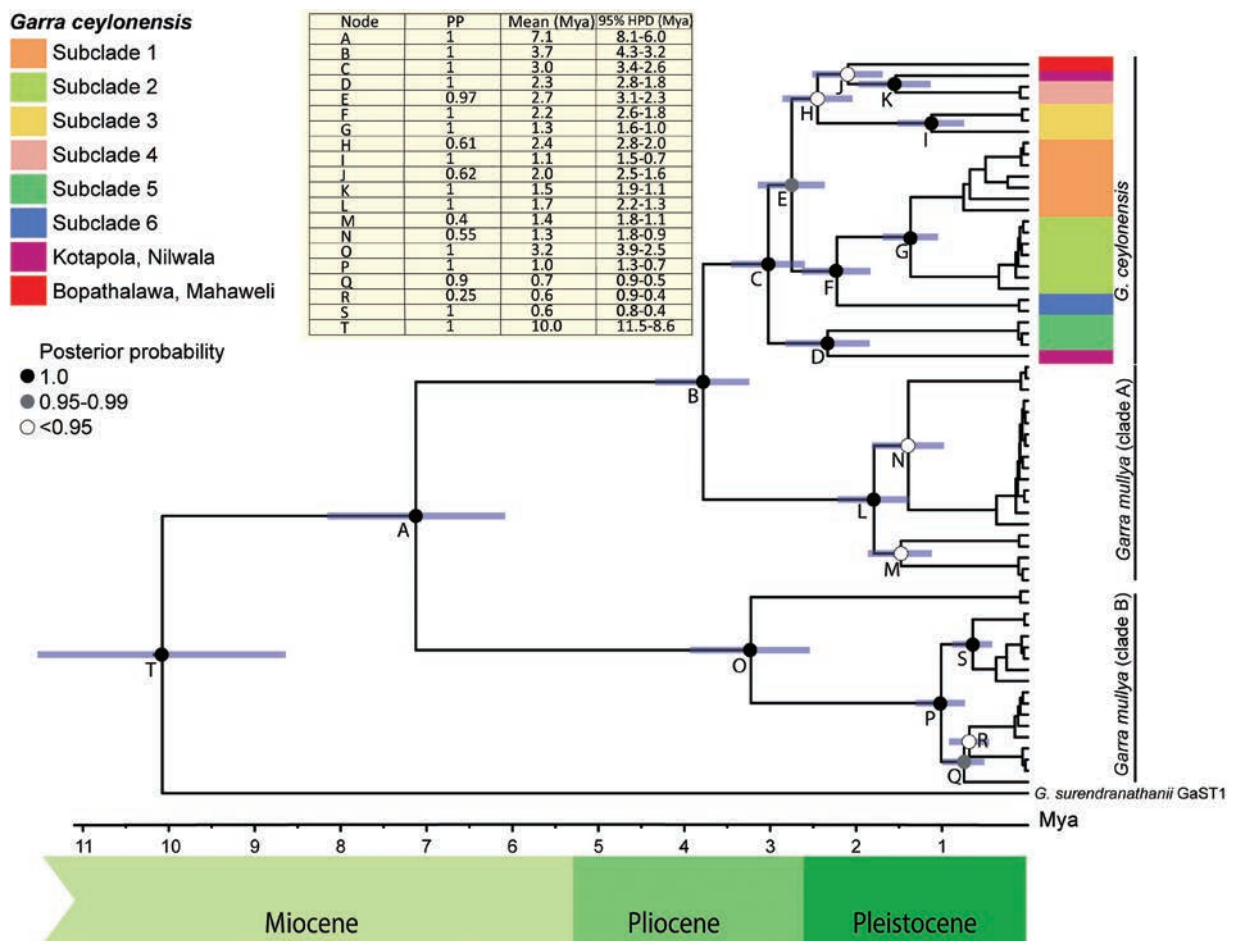 Garra ceylonensis
Subclade 1
Subclade 2
Subclade 3
Subclade 4
Subclade 5
Subclade 6
Kotapola, Nilwala
Bopathalawa, Mahaweli
Posterior probability
1.0
0.95-0.99
<0.95
Node PP Mean (Mya) 95% HPD (Mya)
A 1 7.1 8.1-6.0
B 1 3.7 4.3-3.2
C 1 3.0 3.4-2.6
D 1 2.3 2.8-1.8
E 0.97 2.7 3.1-2.3
F 1 2.2 2.6-1.8
G 1 1.3 1.6-1.0
H 0.61 2.4 2.8-2.0
I 1 1.1 1.5-0.7
J 0.62 2.0 2.5-1.6
K 1 1.5 1.9-1.1
L 1 1.7 2.2-1.3
M 0.4 1.4 1.8-1.1
N 0.55 1.3 1.8-0.9
O 1 3.2 3.9-2.5
P 1 1.0 1.3-0.7
Q 0.9 0.7 0.9-0.5
R 0.25 0.6 0.9-0.4
S 1 0.6 0.8-0.4
T 1 10.0 11.5-8.6
J
K
H
I
E
G
C
F
D
B
N
L
A
M
S
O
T
P
R
Q
G. ceylonensis
Garra mullya (clade A)
Garra mullya (clade B)
G. surendranathanii GaST1
Mya
11 10 9 8 7 6 5 4 3 2 1
Miocene Pliocene Pleistocene